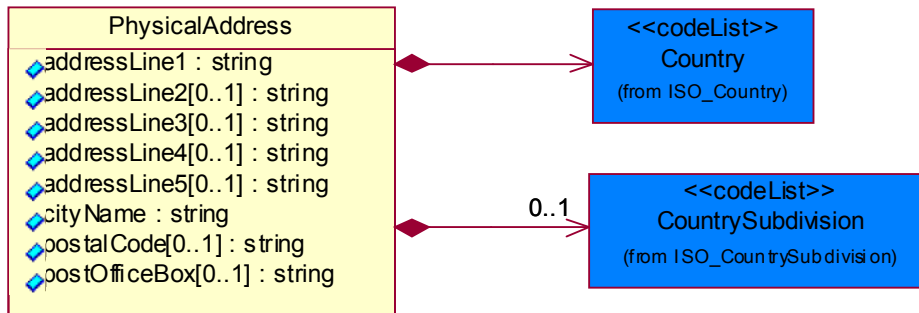 PhysicalAddress
addressLine1 : string
addressLine2[0..1] : string
addressLine3[0..1] : string
addressLine4[0..1] : string
addressLine5[0..1] : string
cityName : string
postalCode[0..1] : string
postOfficeBox[0..1] : string
<<codeList>>
Country
(from ISO_Country)
0..1
<<codeList>>
CountrySubdivision
(from ISO_CountrySubdivision)